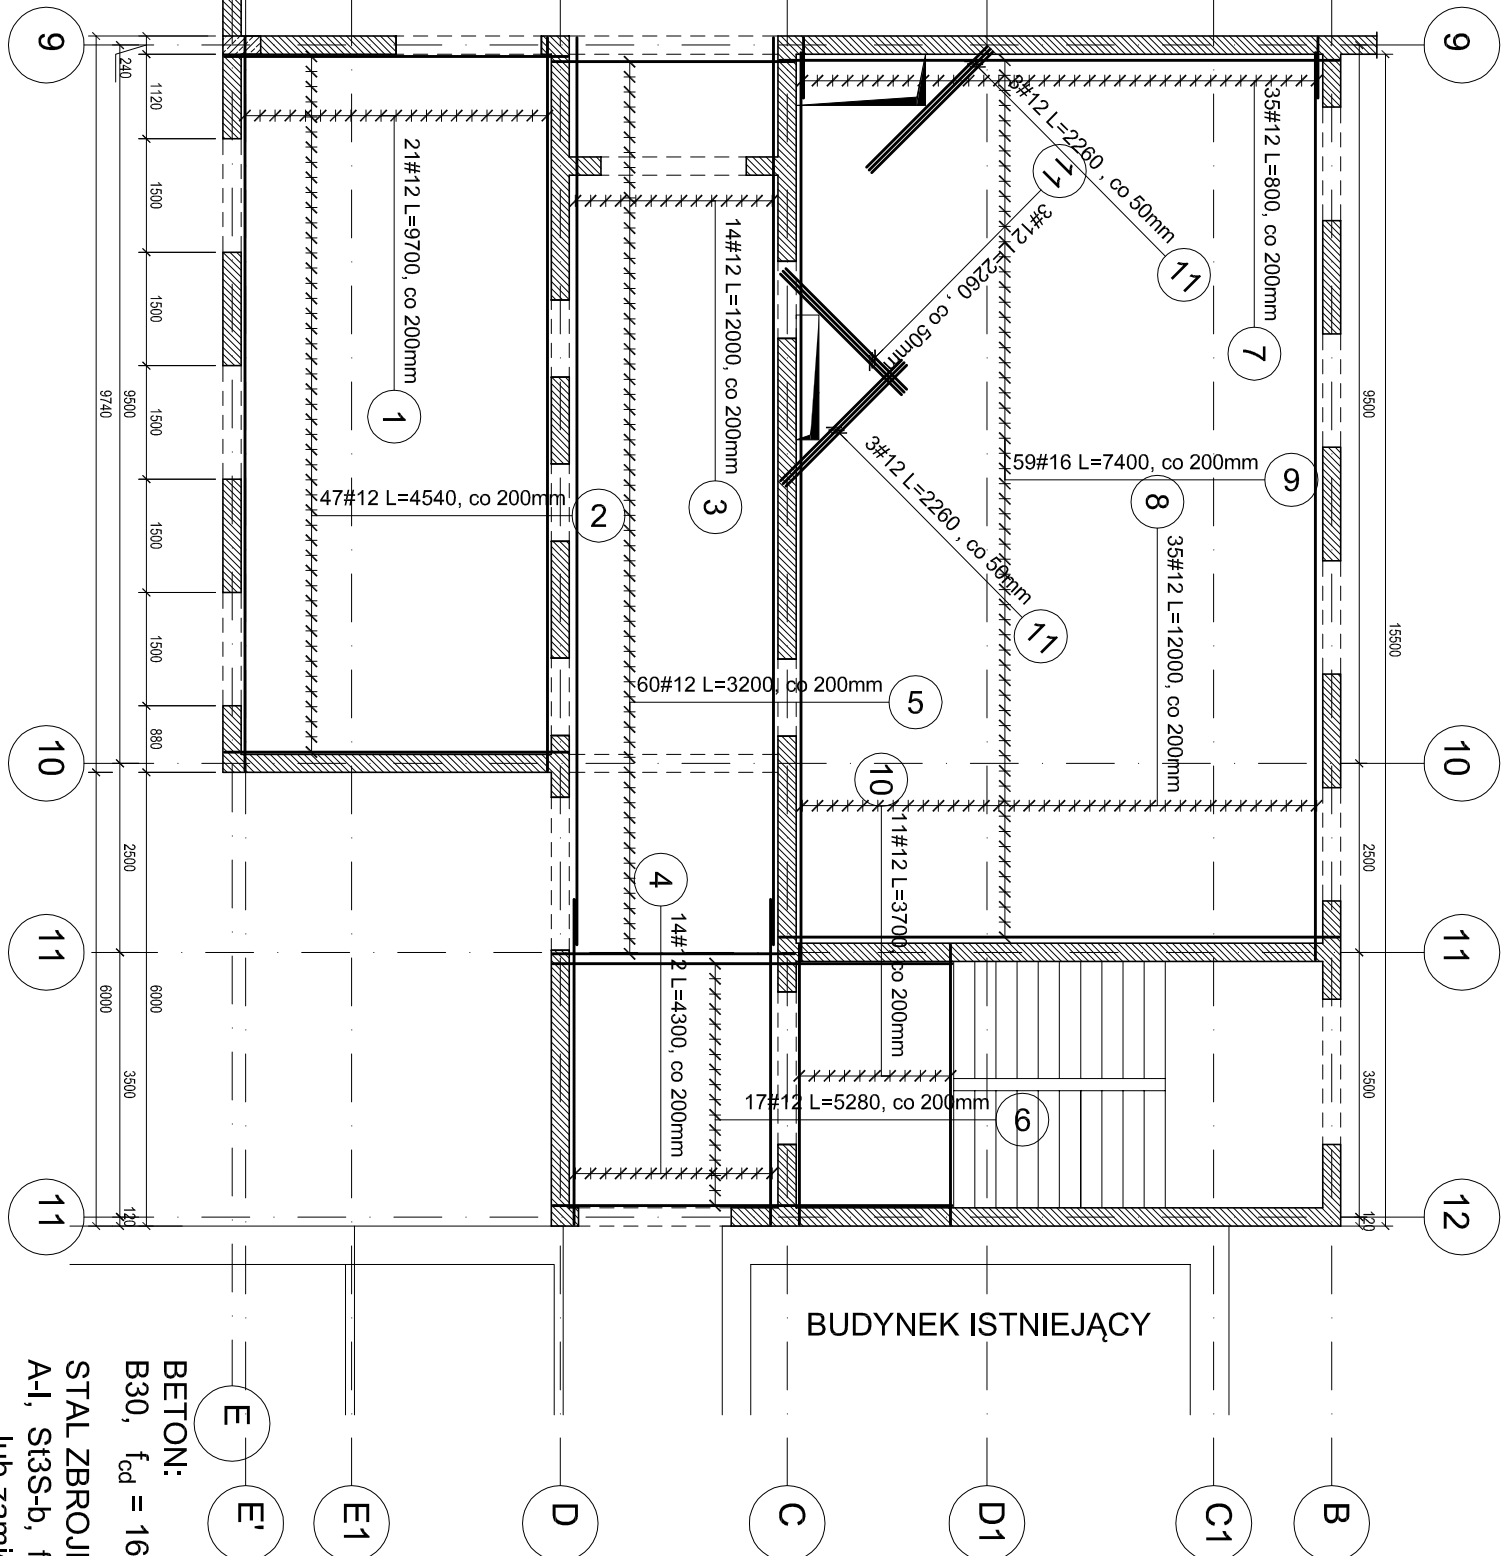 9
9
240
1120
1500
1500
1500
1500
1500
880
9500
9740
2500
6000
6000
3500
120
10
11
11
21#12 L=9700, co 200mm
1
47#12 L=4540, co 200mm
2
14#12 L=12000, co 200mm
3
14#12 L=4300, co 200mm
4
60#12 L=3200, co 200mm
5
17#12 L=5280, co 200mm
6
35#12 L=800, co 200mm
7
35#12 L=12000, co 200mm
8
59#16 L=7400, co 200mm
9
11#12 L=3700, co 200mm
10
3#12 L=2260 , co 50mm
11
3#12 L=2260 , co 50mm
11
3#12 L=2260 , co 50mm
11
9500
15500
2500
3500
120
10
11
12
BUDYNEK ISTNIEJĄCY
BETON:
B30, fcd = 16
STAL ZBROJ
A-I, St3S-b, f
E
E'
E1
D
C
D1
C1
B